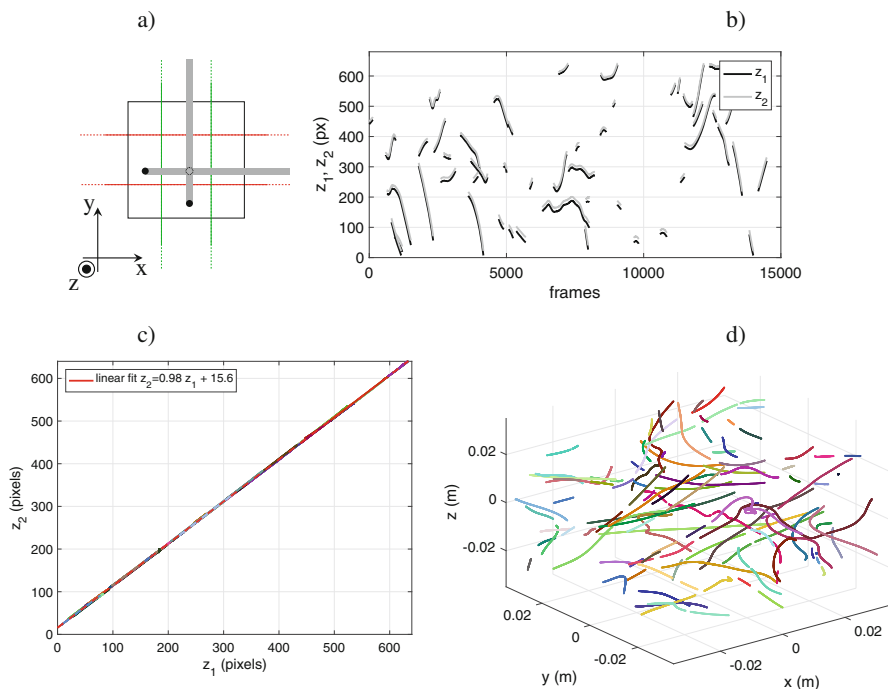 a)
y
x
z
b)
600
500
400
300
200
100
0
z1, z2 (px)
z1
z2
0 5000 10000 15000
frames
c)
600
500
400
300
200
100
0
z2 (pixels)
linear fit z2=0.98 z1 + 15.6
0 100 200 300 400 500 600
z1 (pixels)
d)
0.02
0
-0.02
z (m)
0.02
0
-0.02
y (m)
-0.02
0
0.02
x (m)